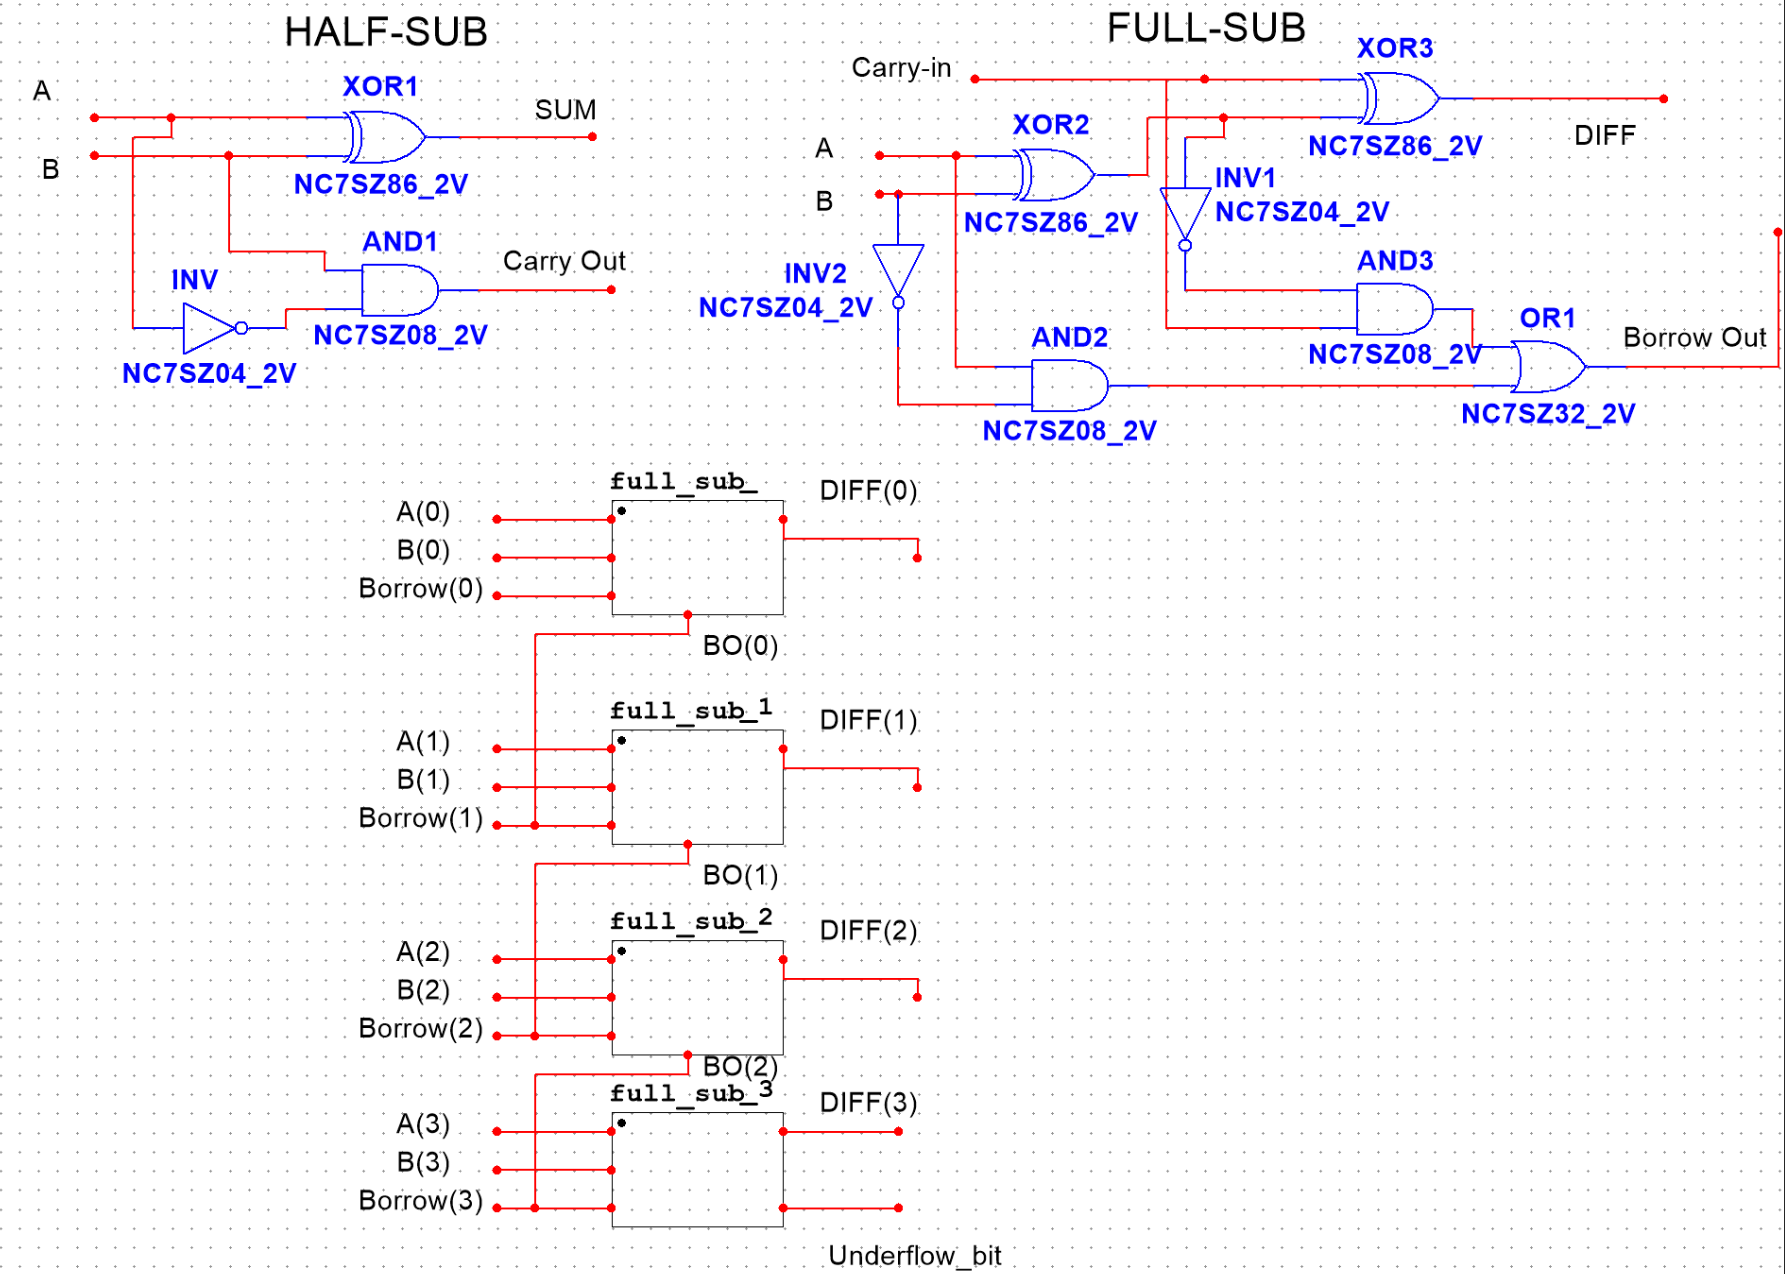 HALF-SUB
A
XOR1
SUM
B
NC7SZ86_2V
AND1
Carry Out
INV
NC7SZ08_2V
NC7SZ04_2V
FULL-SUB
Carry-in
XOR3
XOR2
DIFF
A
NC7SZ86_2V
INV1
B
NC7SZ04_2V
NC7SZ86_2V
AND3
INV2
NC7SZ04_2V
OR1
AND2
Borrow Out
NC7SZ08_2V
NC7SZ32_2V
NC7SZ08_2V
full_sub_
DIFF(0)
A(0)
B(0)
Borrow(0)
BO(0)
full_sub_1
DIFF(1)
A(1)
B(1)
Borrow(1)
BO(1)
full_sub_2
DIFF(2)
A(2)
B(2)
Borrow(2)
BO(2)
full_sub_3
DIFF(3)
A(3)
B(3)
Borrow(3)
Underflow_bit